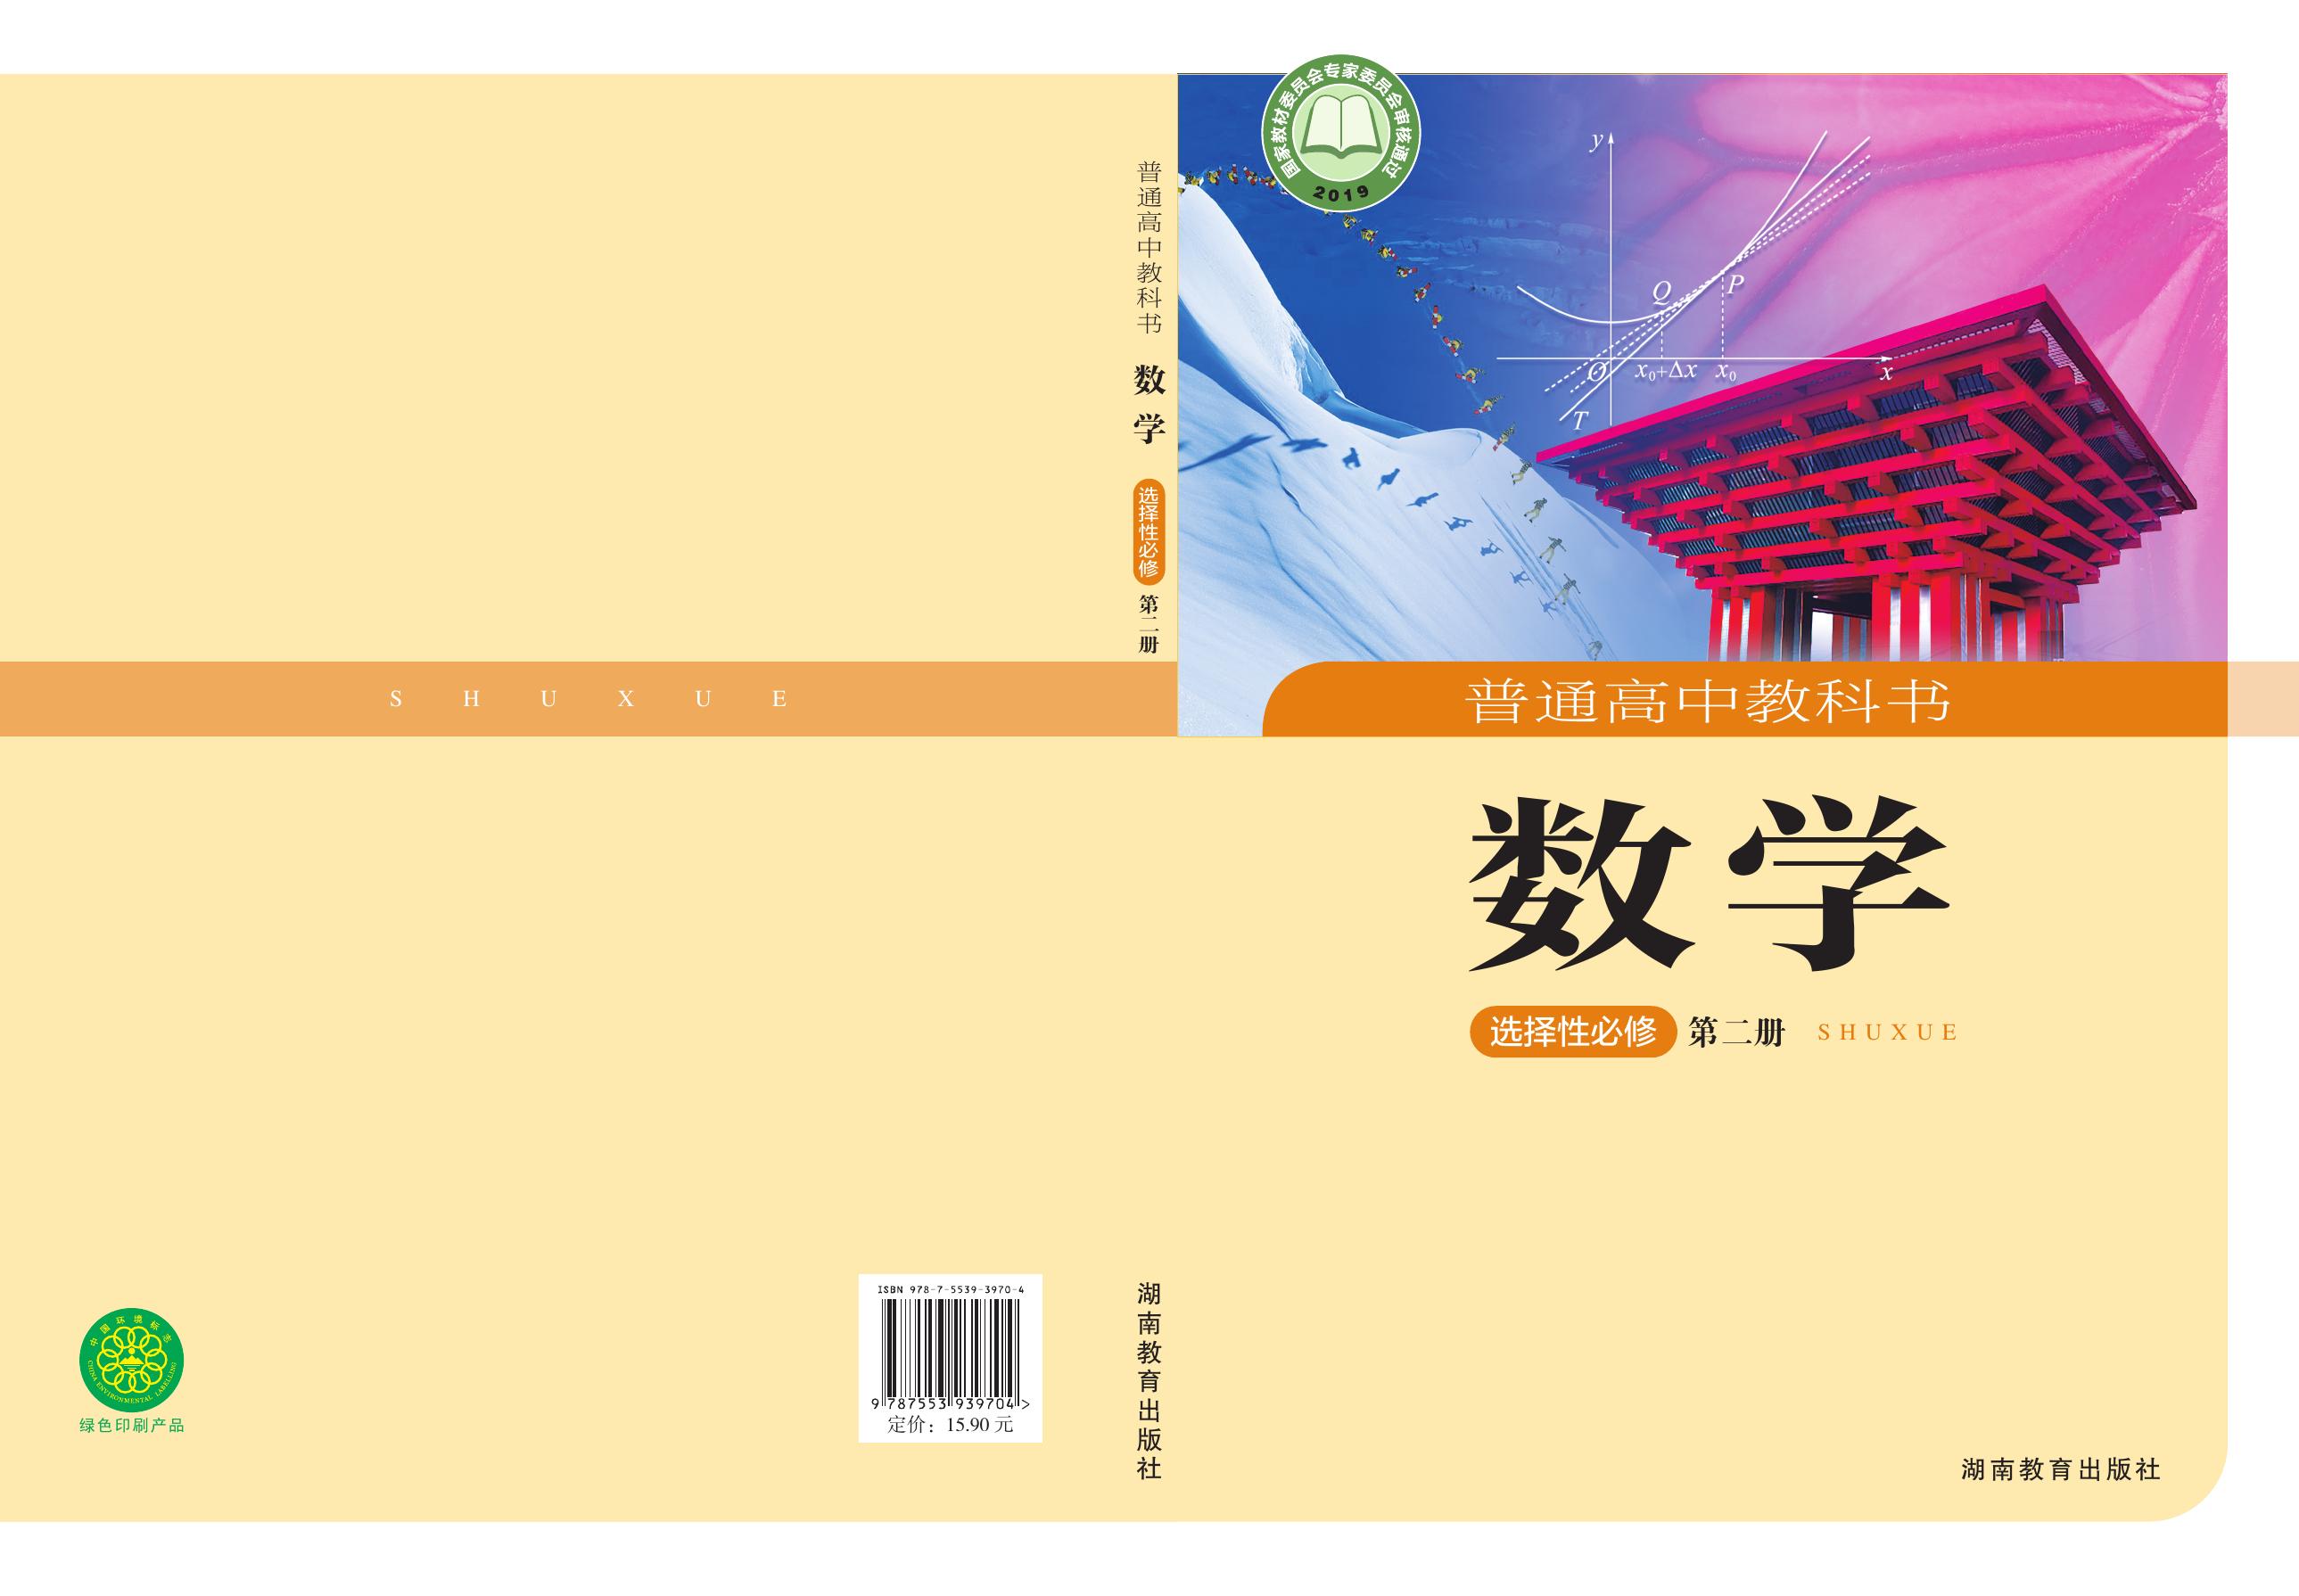 普通高中教科书
数学
选择性必修
第二册
湖南教育出版社
S H U X U E
中国环境标志
CHINA ENVIRONMENTAL LABELLING
绿色印刷产品
ISBN 978-7-5539-3970-4
9 787553 939704 >
定价：15.90 元
国家教材委员会专家委员会审核通过
2019
y
Q
P
O
x₀+Δx
x₀
x
T
普通高中教科书
数学
选择性必修 第二册 SHUXUE
湖南教育出版社